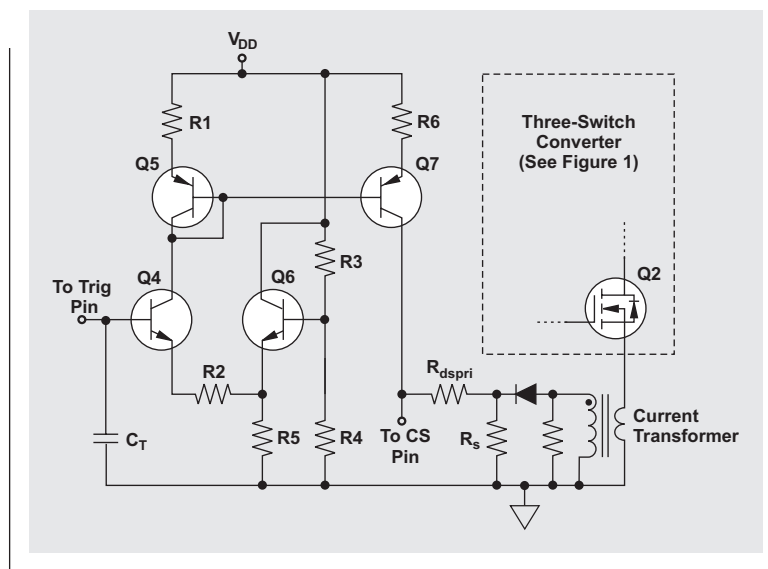 V_DD
R1
R6
Three-Switch
Converter
(See Figure 1)
Q5
Q7
Q2
R3
Q4
Q6
To Trig
Pin
R2
R_dspri
C_T
R5
R4
To CS
Pin
R_s
Current
Transformer